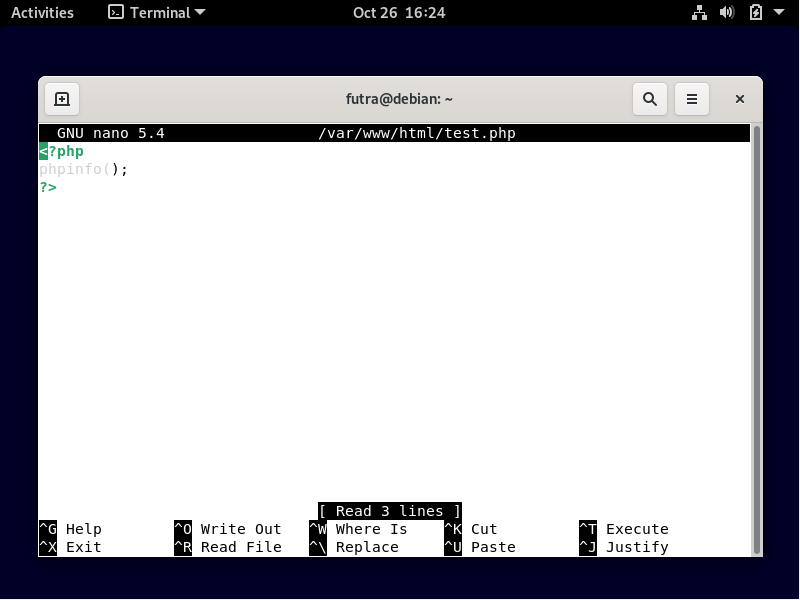 Activities Terminal Oct 26 16:24
futra@debian: ~
GNU nano 5.4 /var/www/html/test.php
<?php
phpinfo();
?>
[ Read 3 lines ]
^G Help ^O Write Out ^W Where Is ^K Cut ^T Execute
^X Exit ^R Read File ^\ Replace ^U Paste ^J Justify